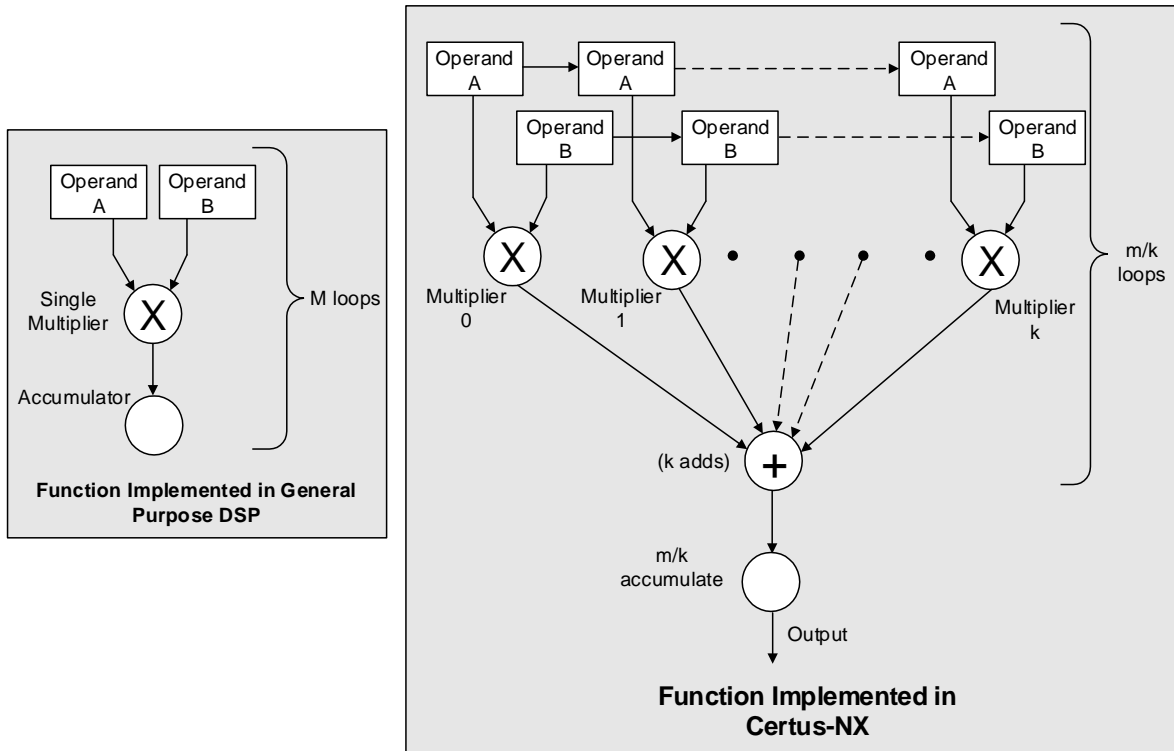 Operand
A
Operand
B
Single
Multiplier
X
M loops
Accumulator
Function Implemented in General
Purpose DSP
Operand
A
Operand
A
Operand
A
Operand
B
Operand
B
Operand
B
X
X
X
Multiplier
0
Multiplier
1
Multiplier
k
m/k
loops
(k adds)
+
m/k
accumulate
Output
Function Implemented in
Certus-NX